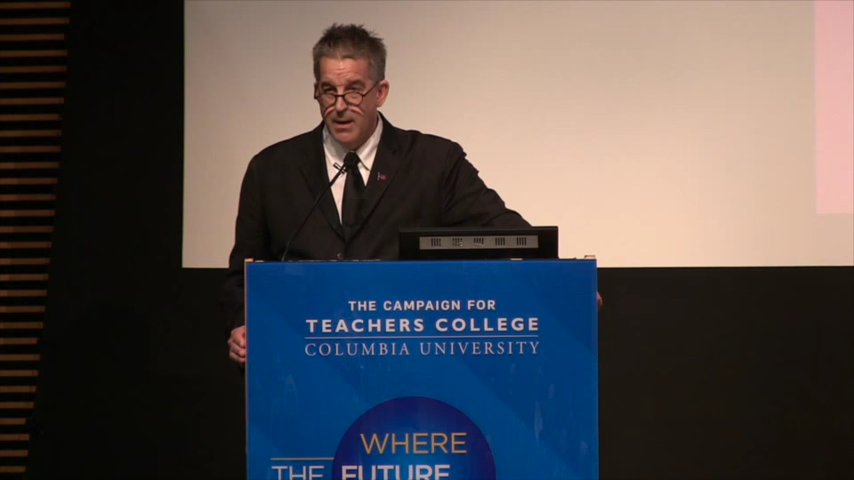 THE CAMPAIGN FOR
TEACHERS COLLEGE
COLUMBIA UNIVERSITY
WHERE
THE FUTURE